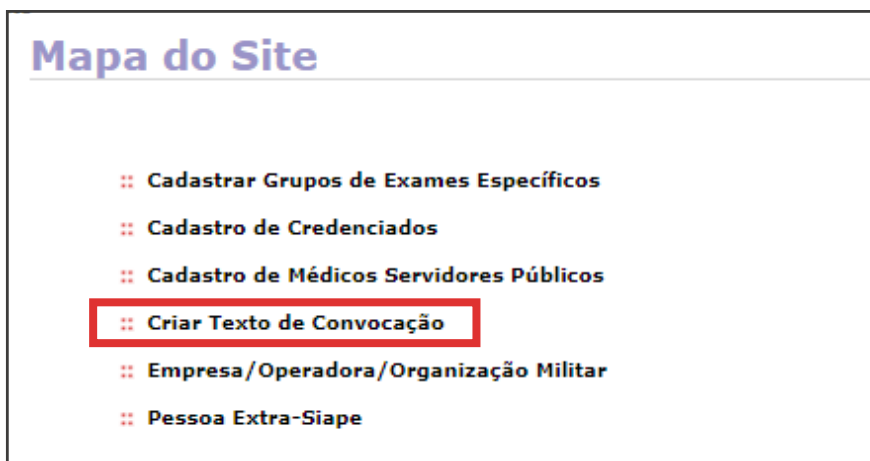 Mapa do Site
:: Cadastrar Grupos de Exames Específicos
:: Cadastro de Credenciados
:: Cadastro de Médicos Servidores Públicos
:: Criar Texto de Convocação
:: Empresa/Operadora/Organização Militar
:: Pessoa Extra-Siape